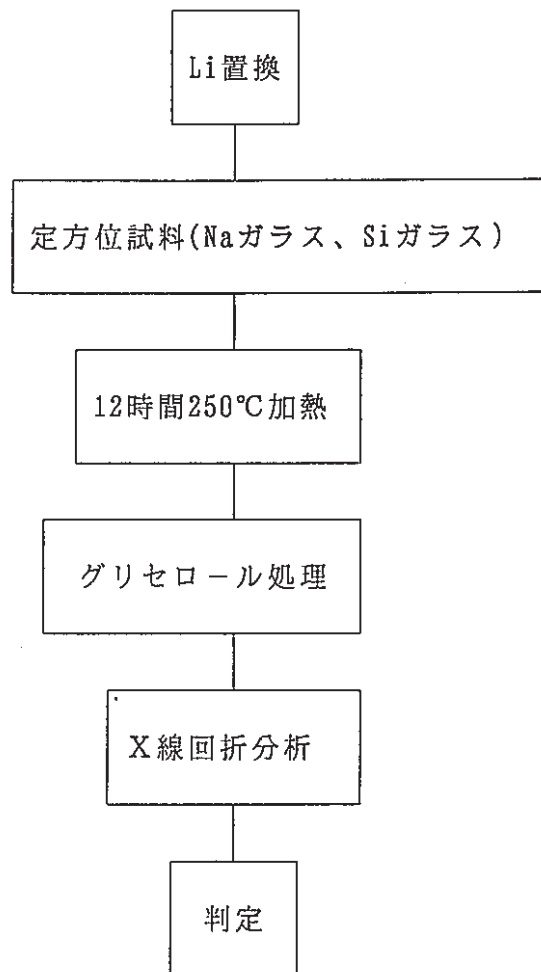 Li置換
定方位試料(Naガラス、Siガラス)
12時間250℃加熱
グリセロール処理
X線回折分析
判定